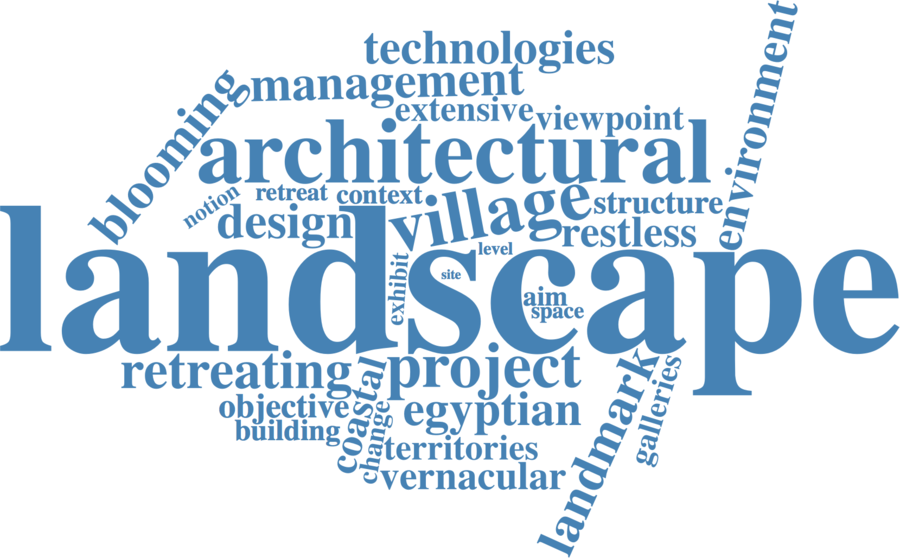 technologies
management
blooming
extensive
viewpoint
environment
architectural
notion
retreat
context
village
structure
design
restless
level
landscape
exhibit
site
aim
space
retreating
project
coastal
landmark
galleries
objective
change
egyptian
building
territories
vernacular